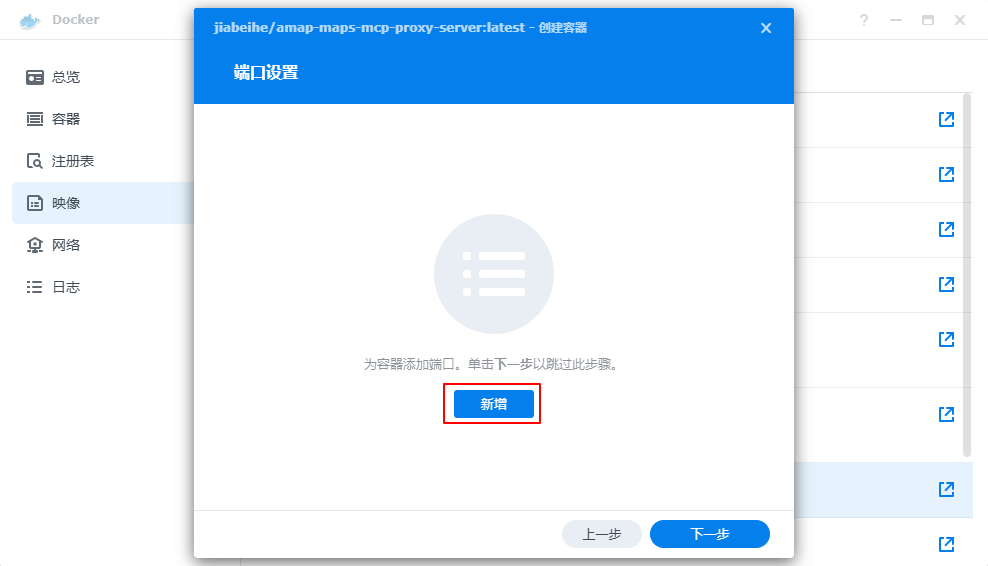 Docker
总览
容器
注册表
映像
网络
日志
jiabeihe/amap-maps-mcp-proxy-server:latest - 创建容器
端口设置
为容器添加端口。单击下一步以跳过此步骤。
新增
上一步
下一步